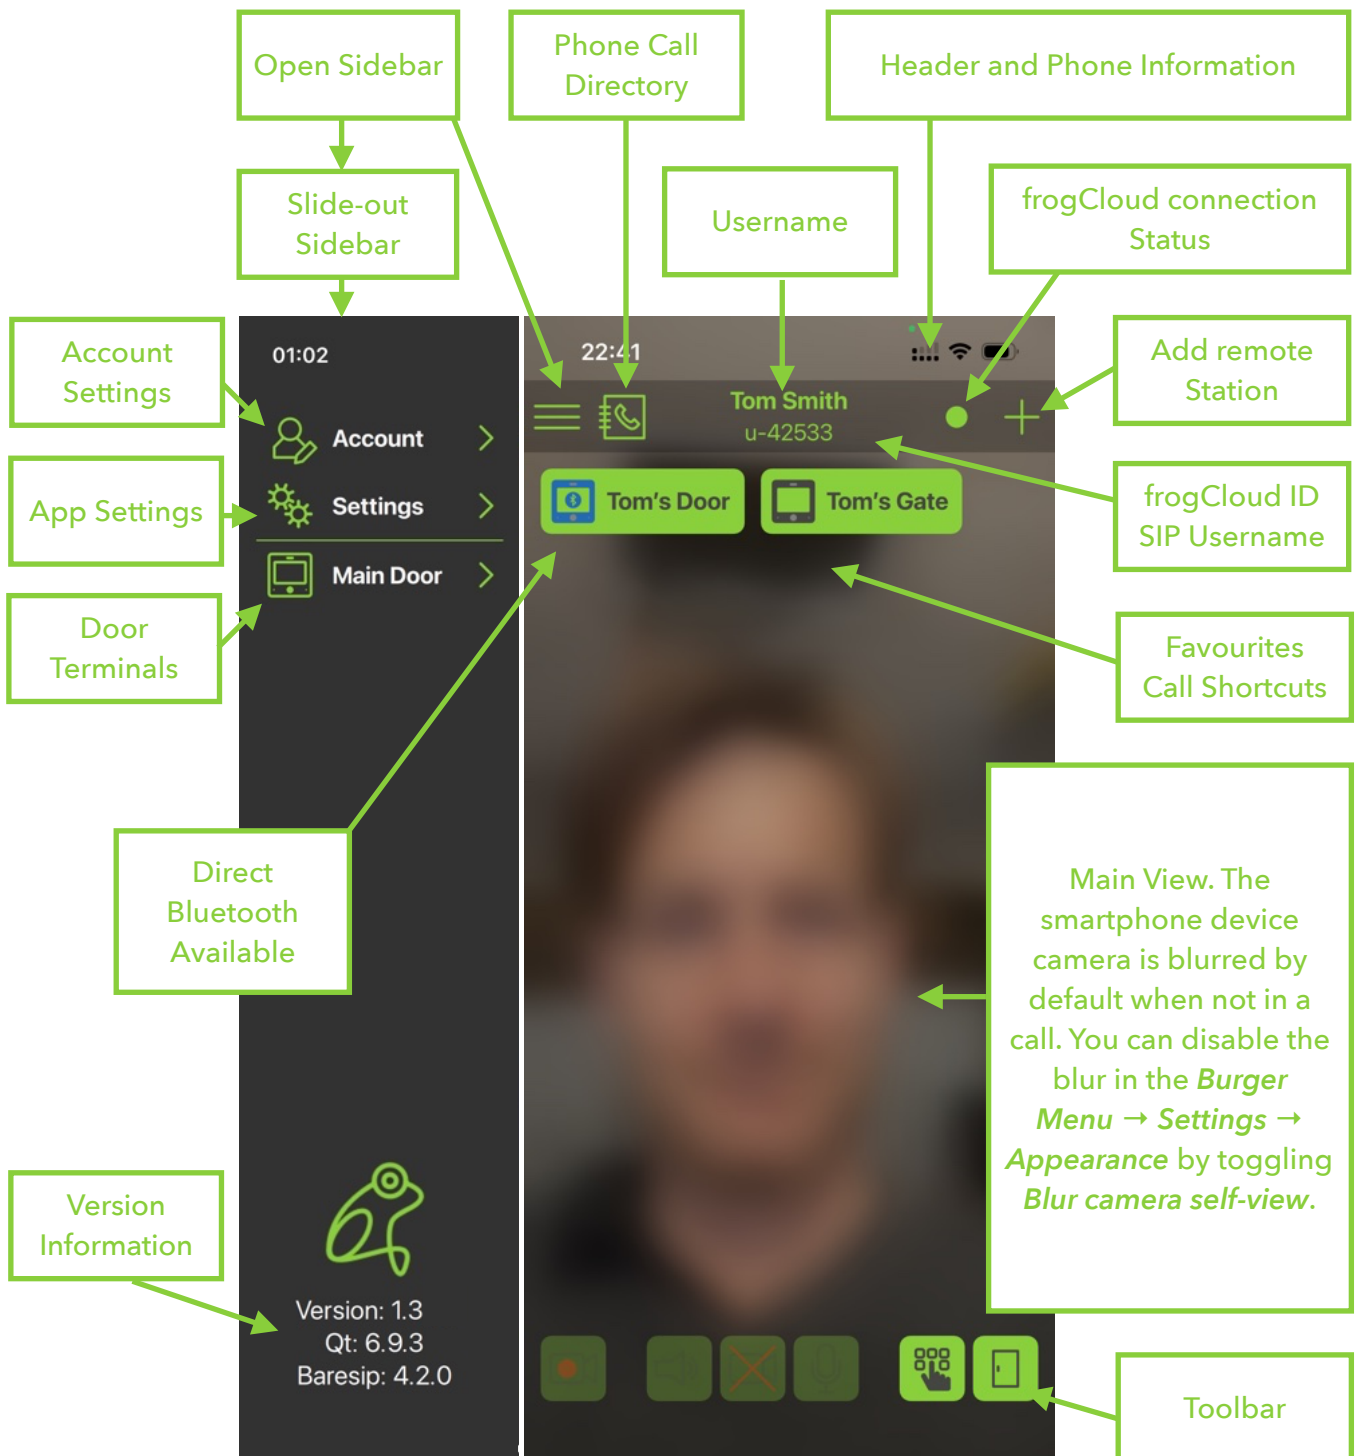 Open Sidebar
Phone Call
Directory
Header and Phone Information
Slide-out
Sidebar
Username
frogCloud connection
Status
Account
Settings
App Settings
Door
Terminals
01:02
Account
Settings
Main Door
22:41
Tom Smith
u-42533
Tom's Door
Tom's Gate
Add remote
Station
frogCloud ID
SIP Username
Favourites
Call Shortcuts
Direct
Bluetooth
Available
Main View. The
smartphone device
camera is blurred by
default when not in a
call. You can disable the
blur in the Burger
Menu → Settings →
Appearance by toggling
Blur camera self-view.
Version
Information
Version: 1.3
Qt: 6.9.3
Baresip: 4.2.0
Toolbar